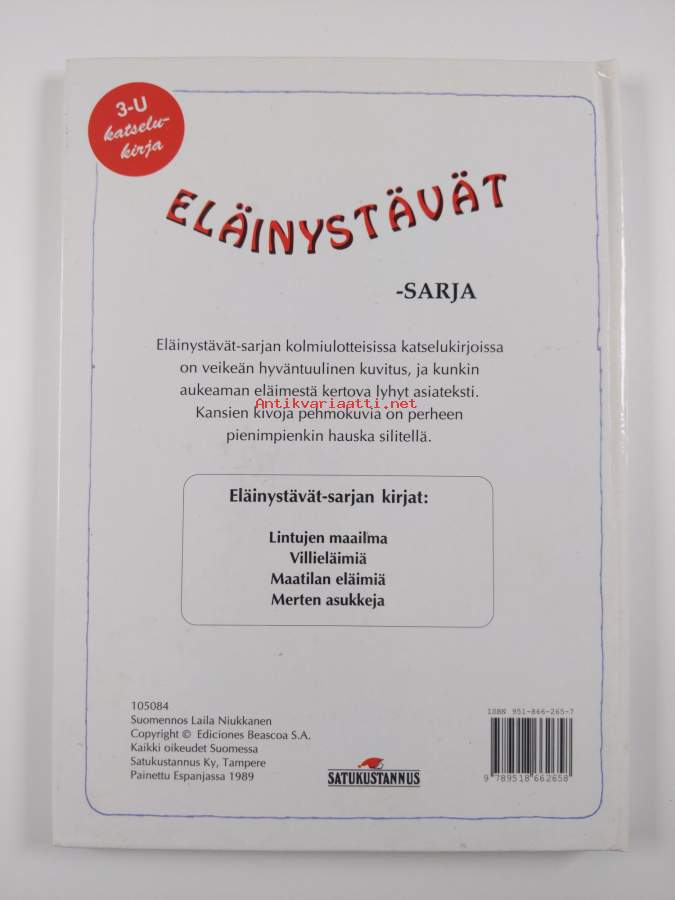 3-U
katselu-
kirja
ELÄINYSTÄVÄT
-SARJA
Eläinystävät-sarjan kolmiulotteisissa katselukirjoissa
on veikeän hyväntuulinen kuvitus, ja kunkin
aukeaman eläimestä kertova lyhyt asiateksti.
Antikvariaatti.net
Kansien kivoja pehmokuvia on perheen
pienimpienkin hauska silitellä.
Eläinystävät-sarjan kirjat:
Lintujen maailma
Villieläimiä
Maatilan eläimiä
Merten asukkeja
105084
Suomennos Laila Niukkanen
Copyright © Ediciones Beascoa S.A.
Kaikki oikeudet Suomessa
Satukustannus Ky, Tampere
Painettu Espanjassa 1989
SATUKUSTANNUS
ISBN 951-866-265-7
9 789518 662658